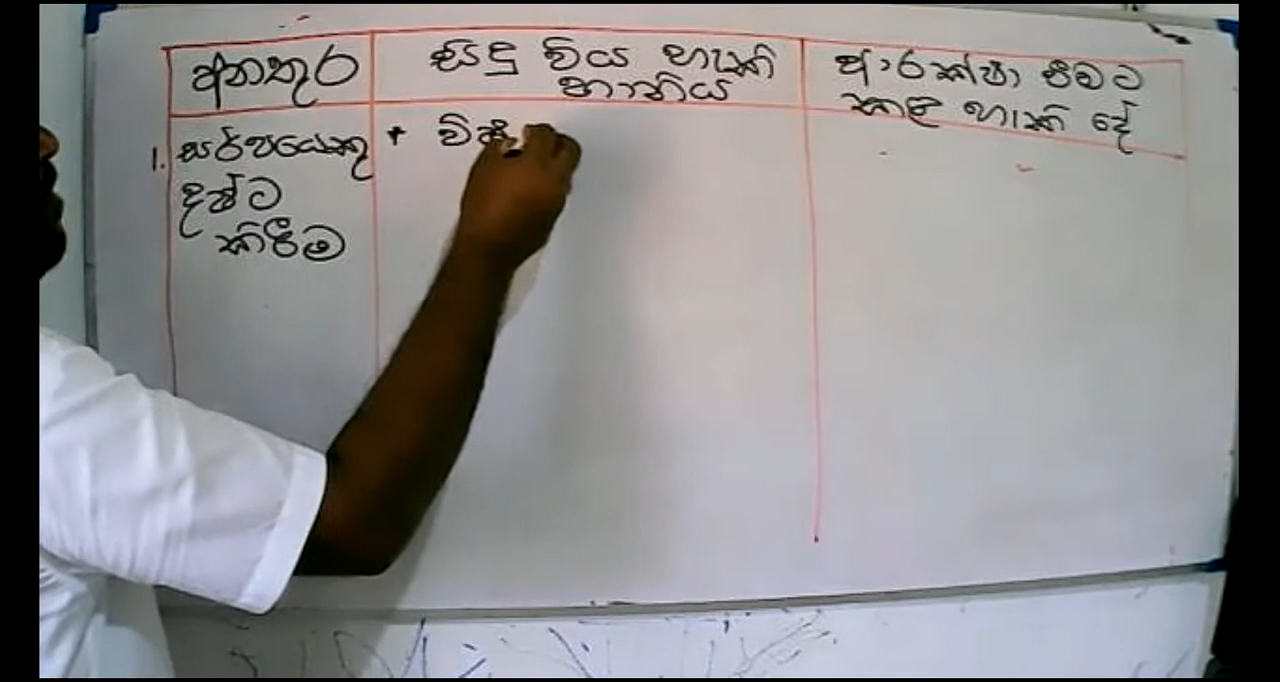 අනතුර
සිදු විය හැකි
හානිය
ආරක්ෂා වීමට
කළ හැකි දේ
1. සර්පයෙකු
දෂ්ට
කිරීම
+ විෂ